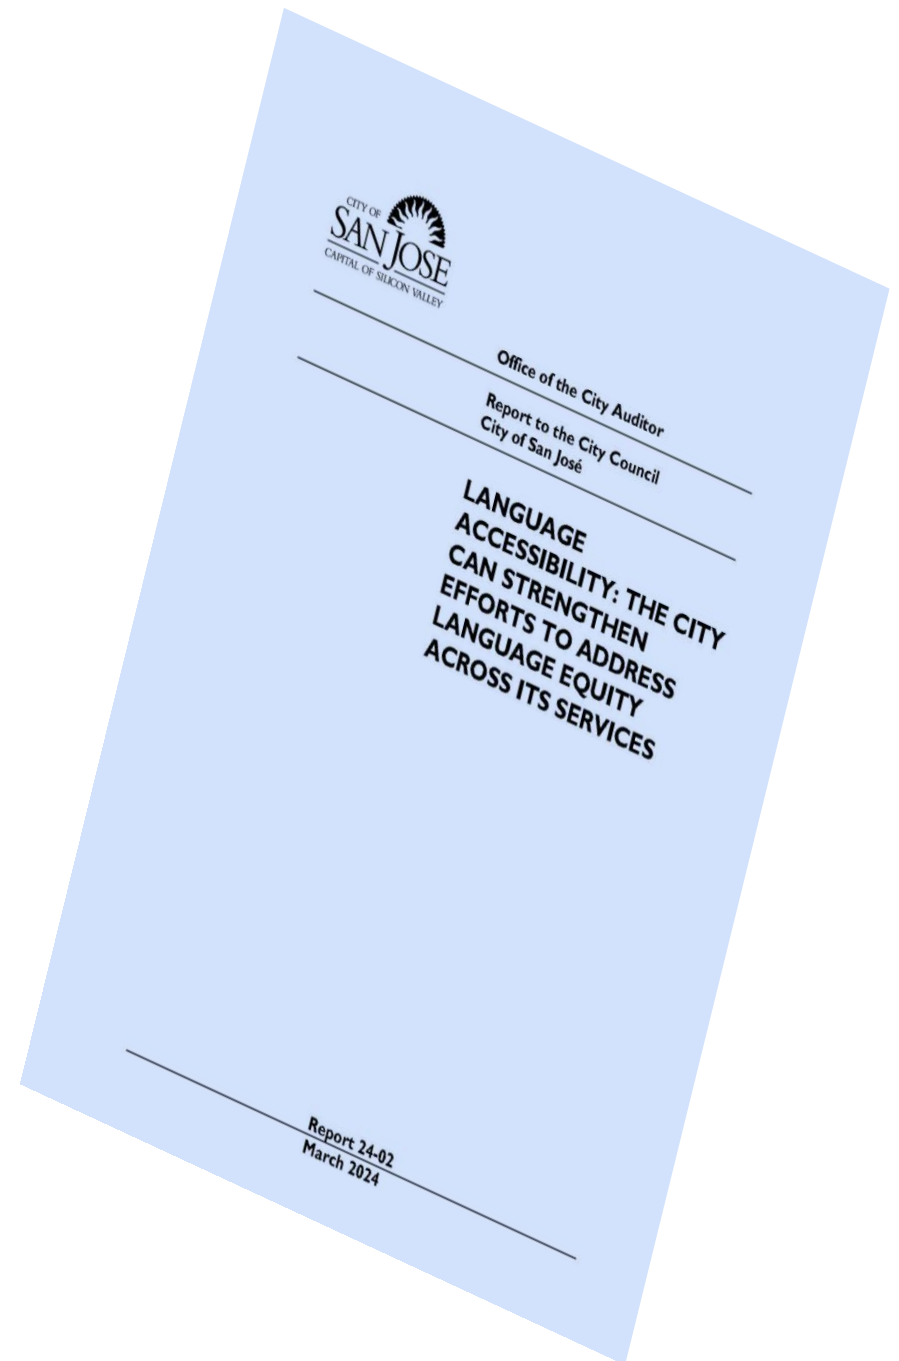 CITY OF
SAN JOSE
CAPITAL OF SILICON VALLEY
Office of the City Auditor
Report to the City Council
City of San José
LANGUAGE
ACCESSIBILITY: THE CITY
CAN STRENGTHEN
EFFORTS TO ADDRESS
LANGUAGE EQUITY
ACROSS ITS SERVICES
Report 24-02
March 2024